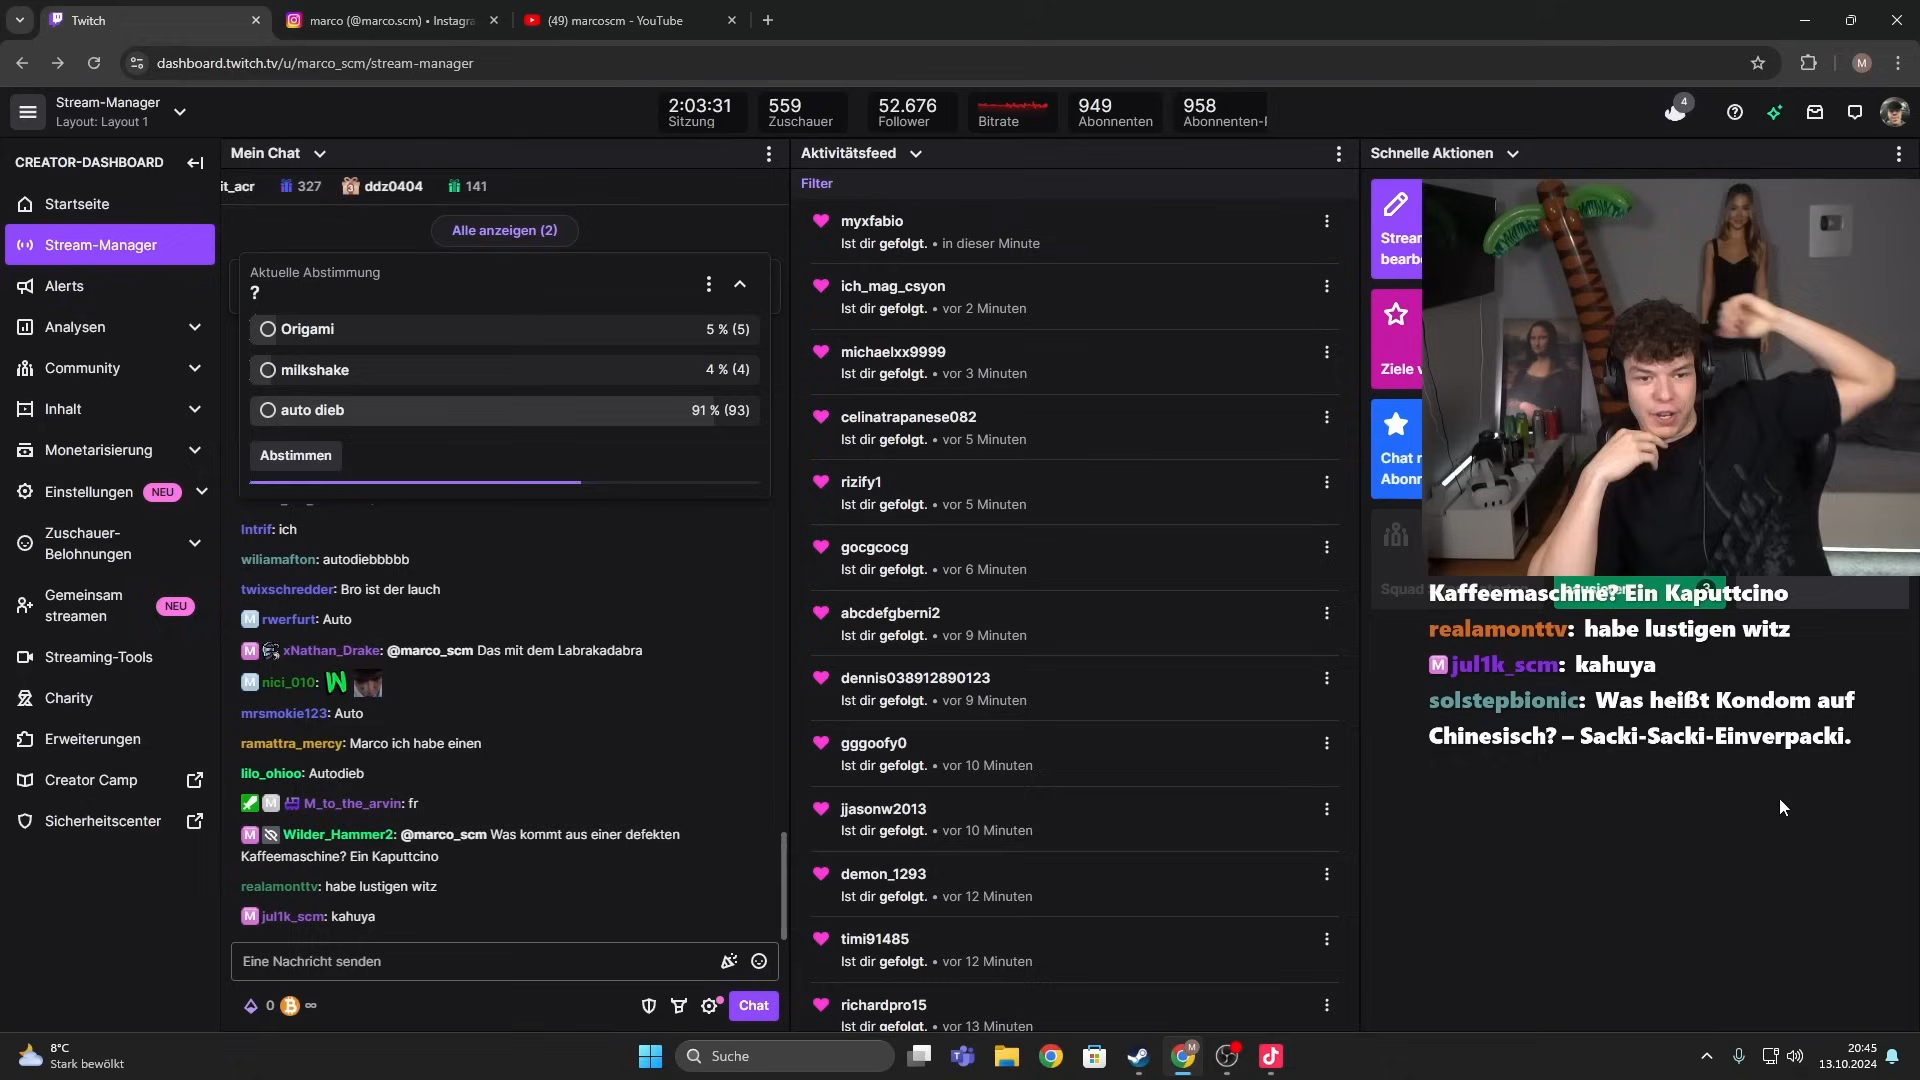 Twitch
marco (@marco.scm) • Instagra
(49) marcoscm - YouTube
dashboard.twitch.tv/u/marco_scm/stream-manager
M
Stream-Manager
Layout: Layout 1
2:03:31
Sitzung
559
Zuschauer
52.676
Follower
Bitrate
949
Abonnenten
958
Abonnenten-I
4
CREATOR-DASHBOARD
Startseite
Stream-Manager
Alerts
Analysen
Community
Inhalt
Monetarisierung
Einstellungen NEU
Zuschauer-
Belohnungen
Gemeinsam
streamen
NEU
Streaming-Tools
Charity
Erweiterungen
Creator Camp
Sicherheitscenter
Mein Chat
it_acr 327 3 ddz0404 141
Alle anzeigen (2)
Aktuelle Abstimmung
?
Origami 5 % (5)
milkshake 4 % (4)
auto dieb 91 % (93)
Abstimmen
Intrif: ich
wiliamafton: autodiebbbbb
twixschredder: Bro ist der lauch
M rwerfurt: Auto
M xNathan_Drake: @marco_scm Das mit dem Labrakadabra
M nici_010: W
mrsmokie123: Auto
ramattra_mercy: Marco ich habe einen
lilo_ohioo: Autodieb
M M_to_the_arvin: fr
M Wilder_Hammer2: @marco_scm Was kommt aus einer defekten
Kaffeemaschine? Ein Kaputtcino
realamonttv: habe lustigen witz
M jul1k_scm: kahuya
Eine Nachricht senden
0 ∞
Chat
Aktivitätsfeed
Filter
myxfabio
Ist dir gefolgt. • in dieser Minute
ich_mag_csyon
Ist dir gefolgt. • vor 2 Minuten
michaelxx9999
Ist dir gefolgt. • vor 3 Minuten
celinatrapanese082
Ist dir gefolgt. • vor 5 Minuten
rizify1
Ist dir gefolgt. • vor 5 Minuten
gocgcocg
Ist dir gefolgt. • vor 6 Minuten
abcdefgberni2
Ist dir gefolgt. • vor 9 Minuten
dennis038912890123
Ist dir gefolgt. • vor 9 Minuten
gggoofy0
Ist dir gefolgt. • vor 10 Minuten
jjasonw2013
Ist dir gefolgt. • vor 10 Minuten
demon_1293
Ist dir gefolgt. • vor 12 Minuten
timi91485
Ist dir gefolgt. • vor 12 Minuten
richardpro15
Ist dir gefolgt. • vor 13 Minuten
Schnelle Aktionen
Strear
bearbe
Ziele v
Chat r
Abonr
Squad
Kaffeemaschine? Ein Kaputtcino
realamonttv: habe lustigen witz
M jul1k_scm: kahuya
solstepbionic: Was heißt Kondom auf
Chinesisch? – Sacki-Sacki-Einverpacki.
8°C
Stark bewölkt
Suche
20:45
13.10.2024